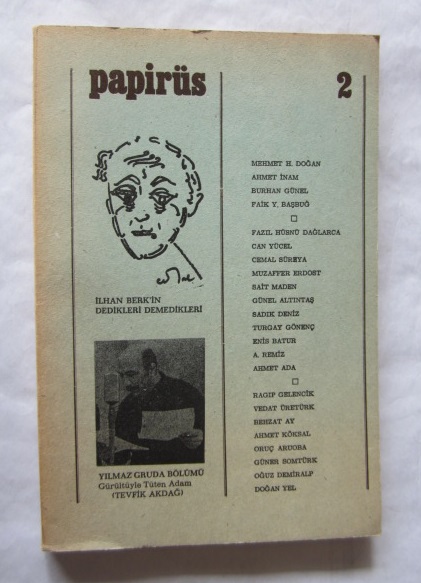 papirüs
2
İLHAN BERK'İN
DEDİKLERİ DEMEDİKLERİ
YILMAZ GRUDA BÖLÜMÜ
Gürültüyle Tüten Adam
(TEVFİK AKDAĞ)
MEHMET H. DOĞAN
AHMET İNAM
BURHAN GÜNEL
FAİK Y. BAŞBUĞ
FAZIL HÜSNÜ DAĞLARCA
CAN YÜCEL
CEMAL SÜREYA
MUZAFFER ERDOST
SAİT MADEN
GÜNEL ALTINTAŞ
SADIK DENİZ
TURGAY GÖNENÇ
ENİS BATUR
A. REMİZ
AHMET ADA
RAGIP GELENCİK
VEDAT ÜRETÜRK
BEHZAT AY
AHMET KÖKSAL
ORUÇ ARUOBA
GÜNER SOMTÜRK
OĞUZ DEMİRALP
DOĞAN YEL